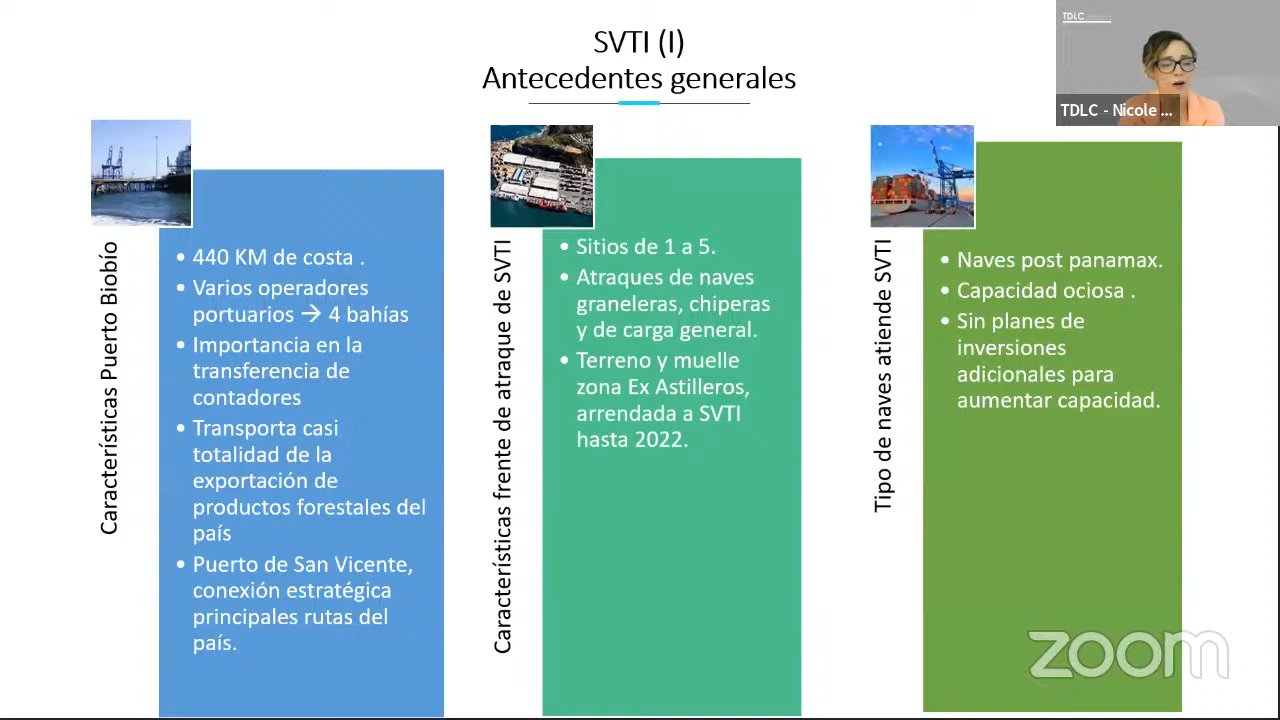 SVTI (I)
Antecedentes generales
TDLC
TDLC - Nicole ...
Características Puerto Biobío
• 440 KM de costa .
• Varios operadores
portuarios → 4 bahías
• Importancia en la
transferencia de
contadores
• Transporta casi
totalidad de la
exportación de
productos forestales del
país
• Puerto de San Vicente,
conexión estratégica
principales rutas del
país.
Características frente de atraque de SVTI
• Sitios de 1 a 5.
• Atraques de naves
graneleras, chiperas
y de carga general.
• Terreno y muelle
zona Ex Astilleros,
arrendada a SVTI
hasta 2022.
Tipo de naves atiende SVTI
• Naves post panamax.
• Capacidad ociosa .
• Sin planes de
inversiones
adicionales para
aumentar capacidad.
zoom